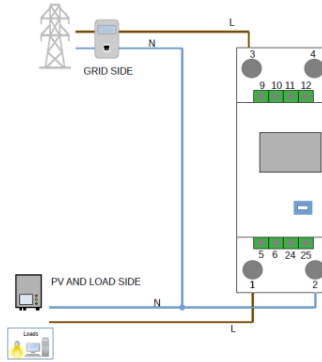 L
N
GRID SIDE
3 4
9 10 11 12
5 6 24 25
1 2
PV AND LOAD SIDE
N
L
Loads